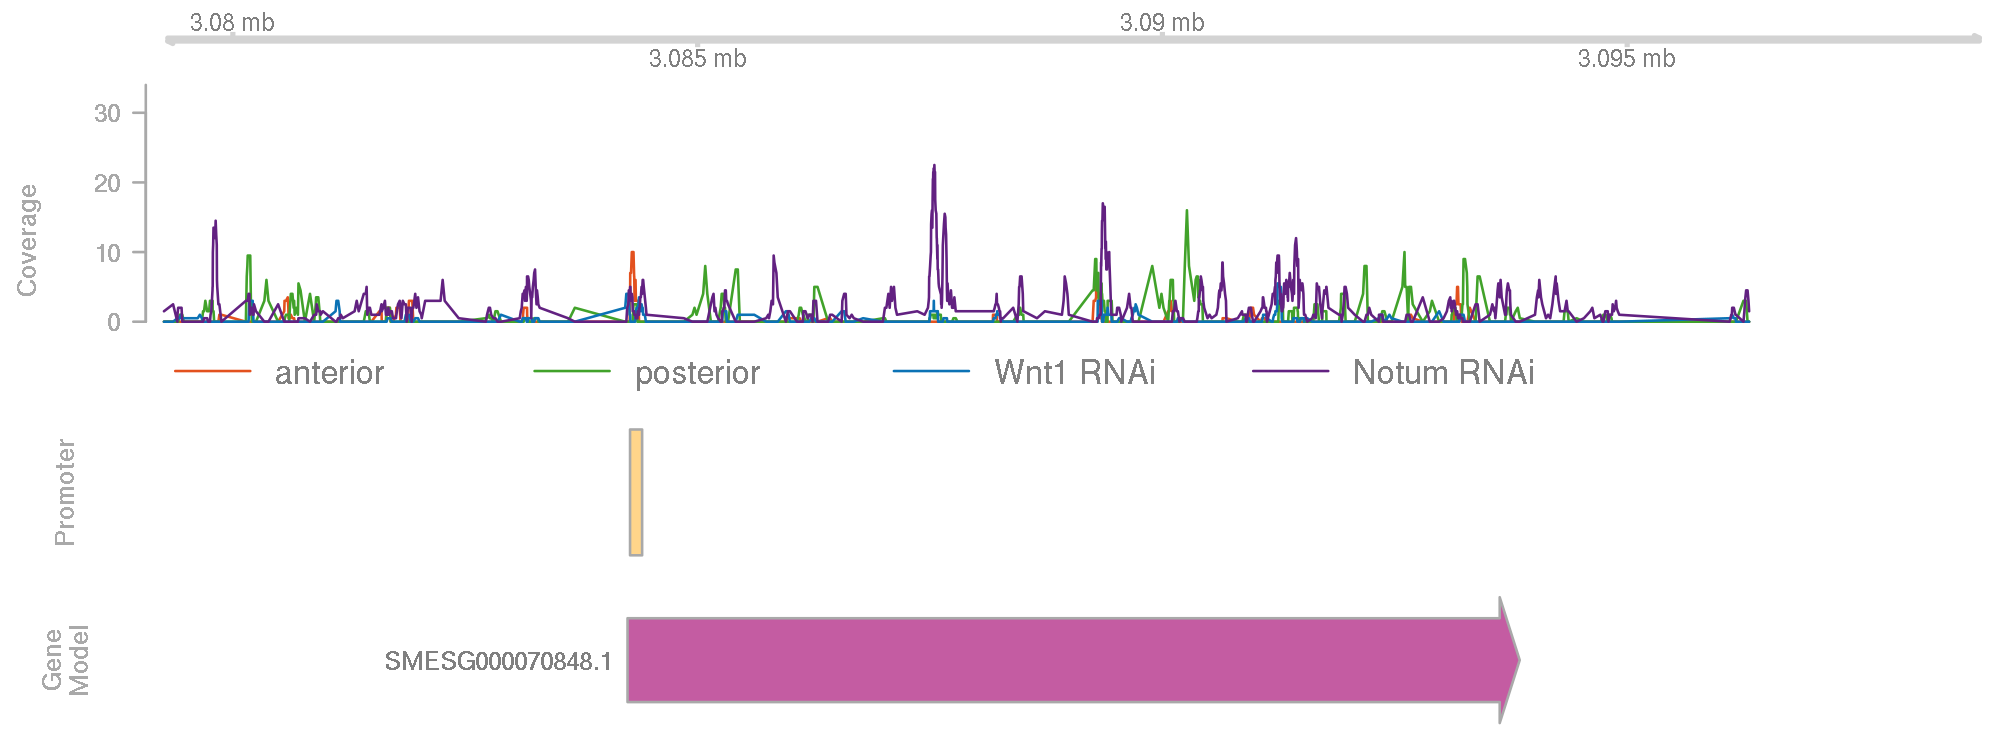 3.08 mb
3.09 mb
3.085 mb
3.095 mb
Coverage
30
20
10
0
anterior
posterior
Wnt1 RNAi
Notum RNAi
Promoter
Gene
Model
SMESG000070848.1